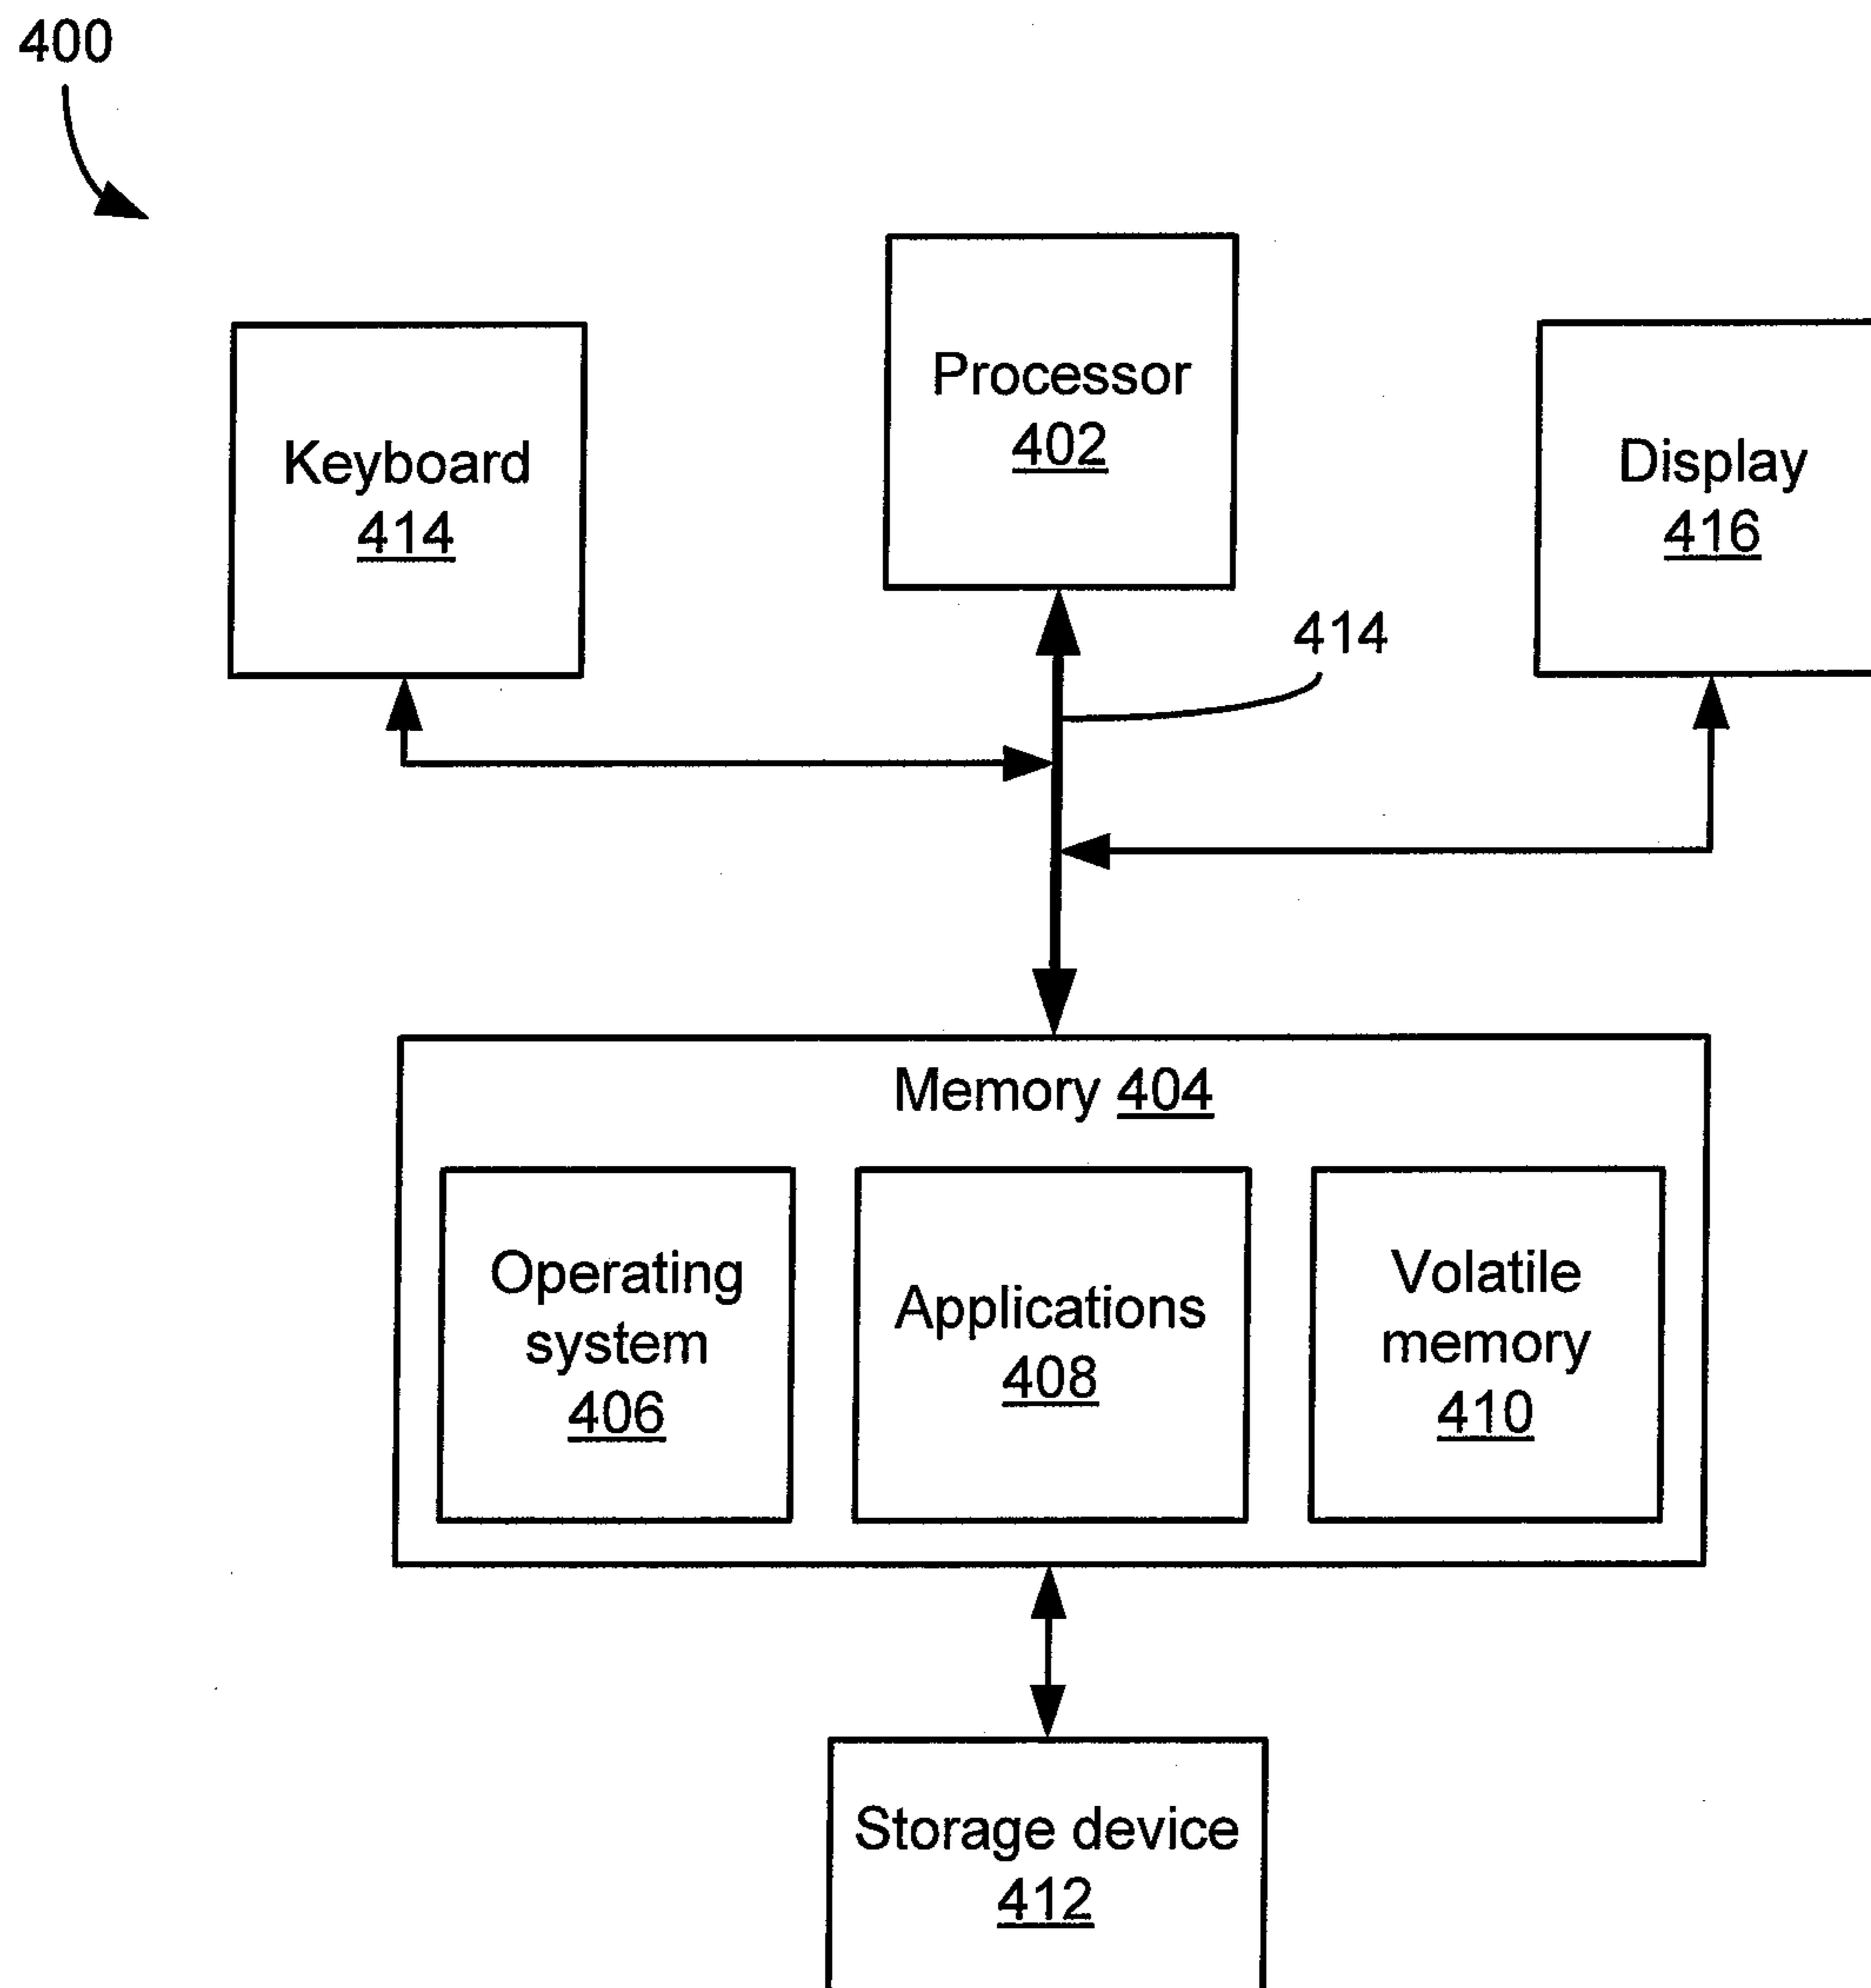 400
Processor
402
Keyboard
414
Display
416
414
Memory 404
Operating
system
406
Applications
408
Volatile
memory
410
Storage device
412